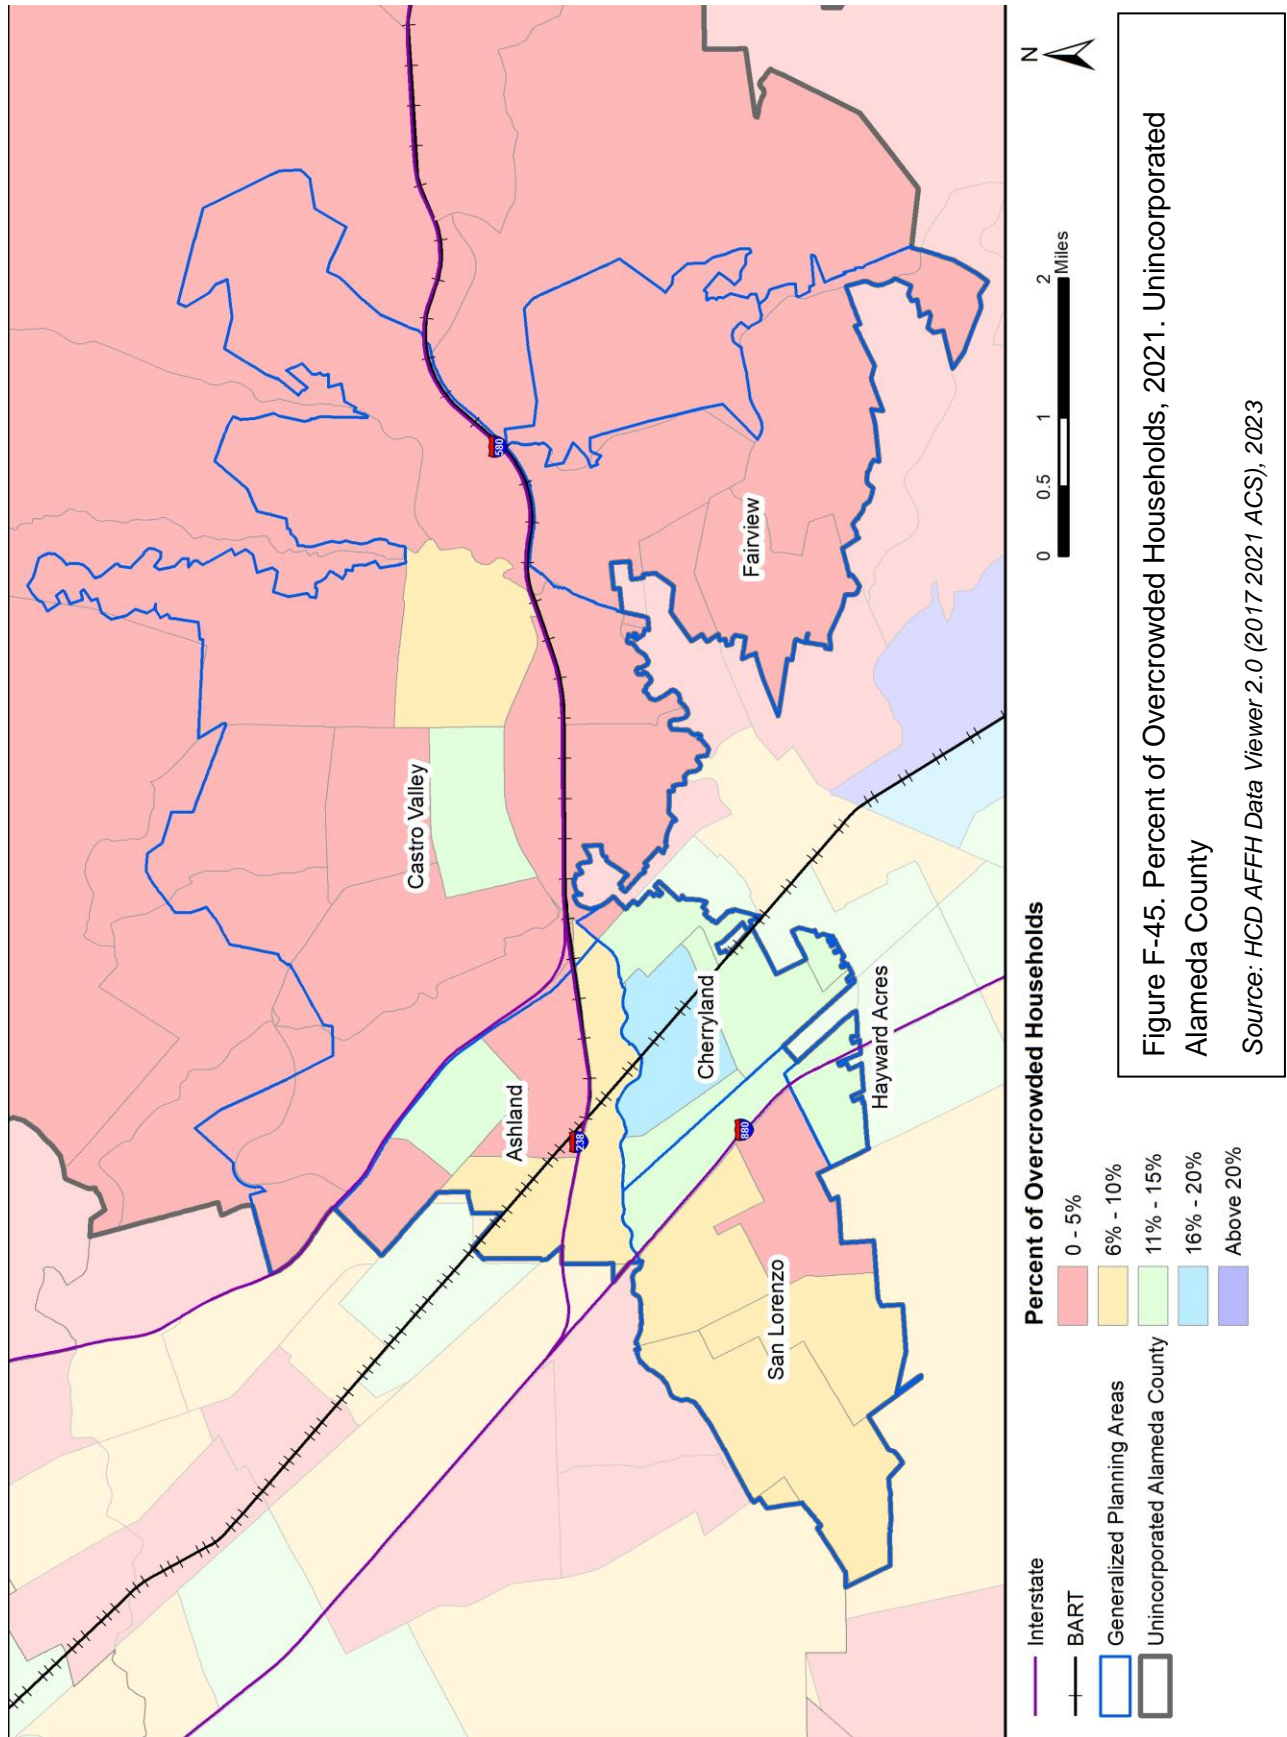 580
Castro Valley
Fairview
Ashland
238
Cherryland
880
Hayward Acres
San Lorenzo
N
0 0.5 1 2
Miles
Interstate
BART
Generalized Planning Areas
Unincorporated Alameda County
Percent of Overcrowded Households
0 - 5%
6% - 10%
11% - 15%
16% - 20%
Above 20%
Figure F-45. Percent of Overcrowded Households, 2021. Unincorporated
Alameda County
Source: HCD AFFH Data Viewer 2.0 (2017 2021 ACS), 2023